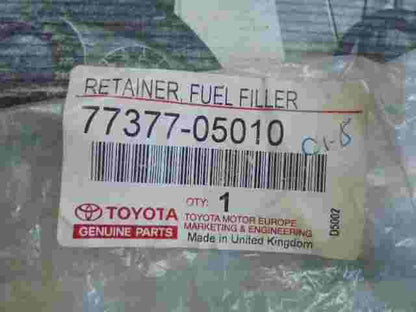 RETAINER, FUEL FILLER
77377-05010
QTY: 1
TOYOTA
GENUINE PARTS
TOYOTA MOTOR EUROPE
MARKETING & ENGINEERING
Made in United Kingdom
D5002